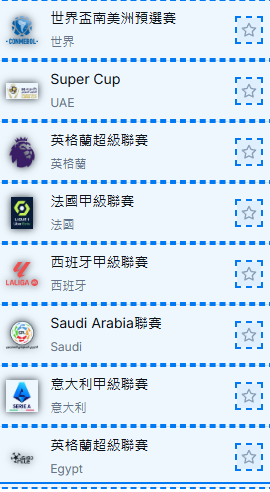 CONMEBOL
世界盃南美洲預選賽
世界
Super Cup
UAE
英格蘭超級聯賽
英格蘭
法國甲級聯賽
LIGUE 1
法國
西班牙甲級聯賽
LALIGA
西班牙
Saudi Arabia聯賽
Saudi
意大利甲級聯賽
SERIE A
意大利
英格蘭超級聯賽
Egypt